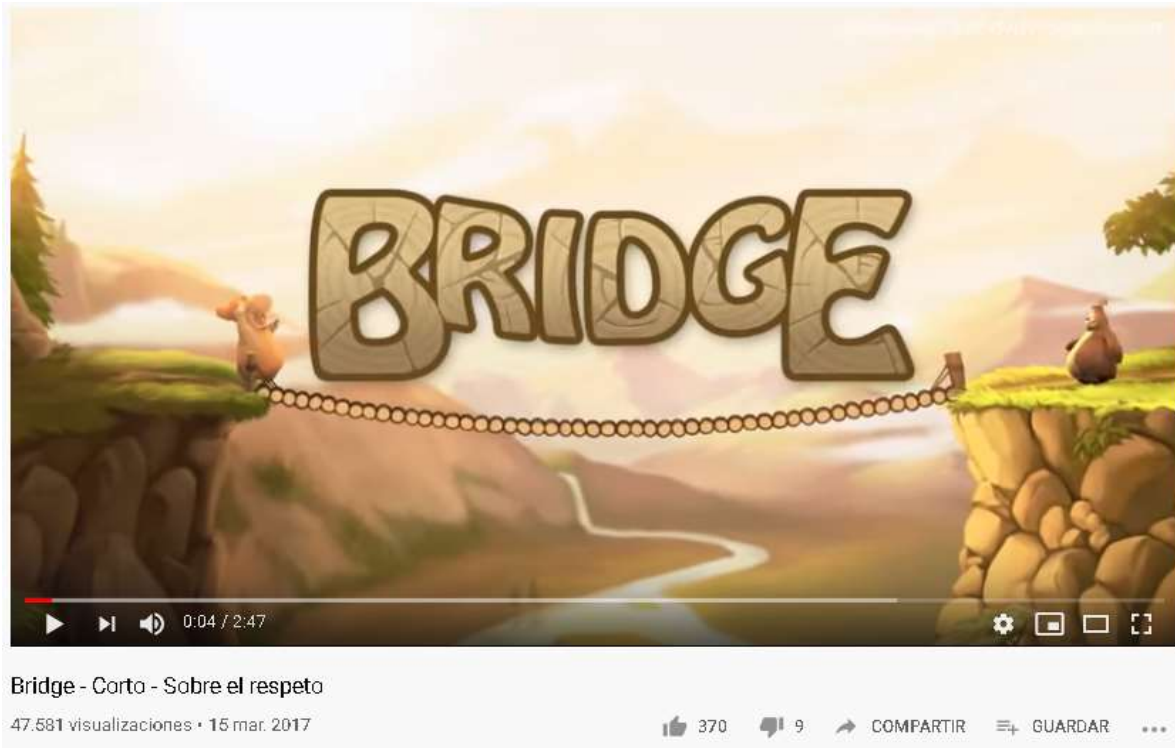 BRIDGE
0:04 / 2:47
Bridge - Corto - Sobre el respeto
47.581 visualizaciones • 15 mar. 2017
370 9 COMPARTIR GUARDAR